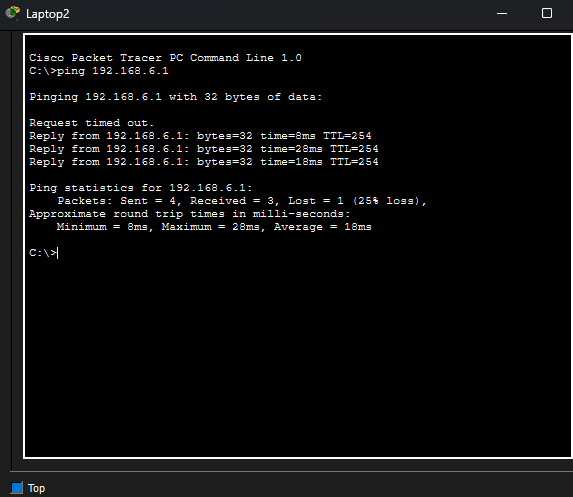 Laptop2
Cisco Packet Tracer PC Command Line 1.0
C:\>ping 192.168.6.1
Pinging 192.168.6.1 with 32 bytes of data:
Request timed out.
Reply from 192.168.6.1: bytes=32 time=8ms TTL=254
Reply from 192.168.6.1: bytes=32 time=28ms TTL=254
Reply from 192.168.6.1: bytes=32 time=18ms TTL=254
Ping statistics for 192.168.6.1:
Packets: Sent = 4, Received = 3, Lost = 1 (25% loss),
Approximate round trip times in milli-seconds:
Minimum = 8ms, Maximum = 28ms, Average = 18ms
C:\>
Top